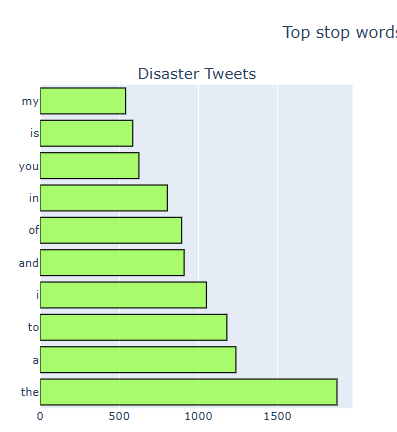 Top stop words
Disaster Tweets
my
is
you
in
of
and
i
to
a
the
0 500 1000 1500